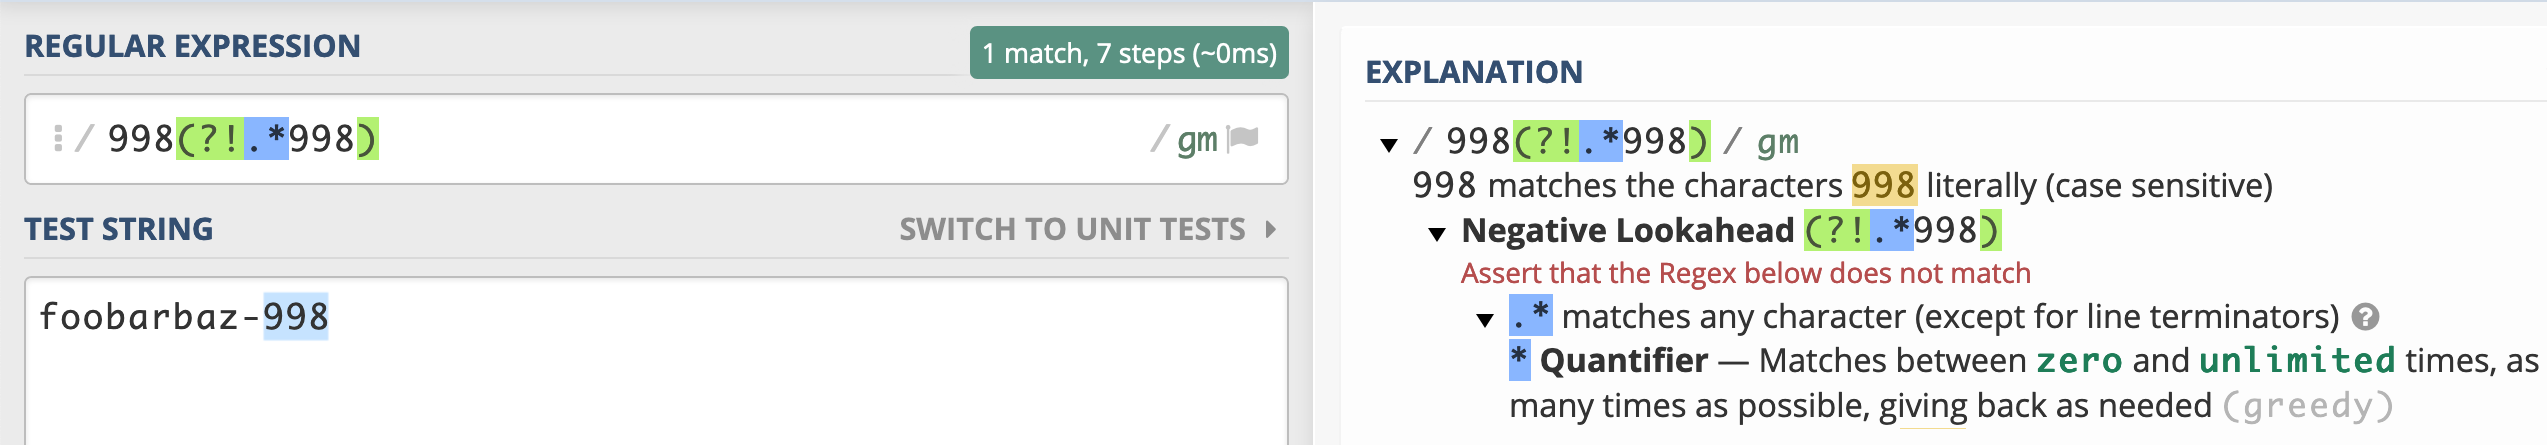 REGULAR EXPRESSION
1 match, 7 steps (~0ms)
/ 998(?!.*998) / gm
TEST STRING
SWITCH TO UNIT TESTS
foobarbaz-998
EXPLANATION
/ 998(?!.*998) / gm
998 matches the characters 998 literally (case sensitive)
Negative Lookahead (?!.*998)
Assert that the Regex below does not match
.* matches any character (except for line terminators) ?
* Quantifier — Matches between zero and unlimited times, as
many times as possible, giving back as needed (greedy)